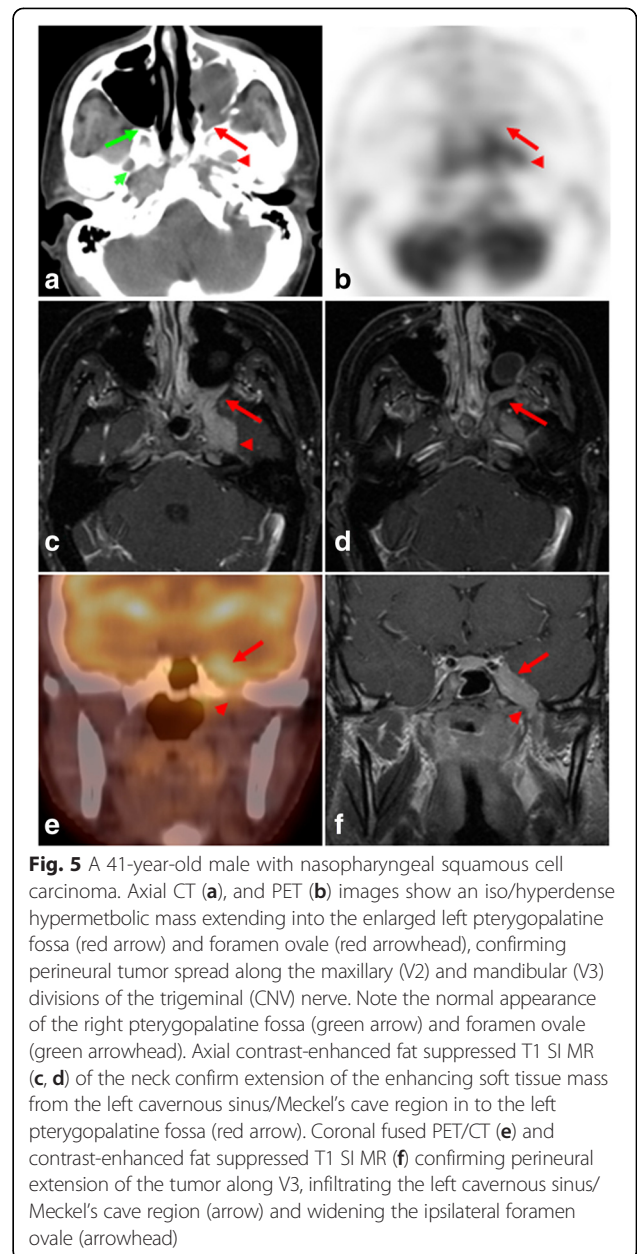 a
b
c
d
e
f
Fig. 5 A 41-year-old male with nasopharyngeal squamous cell
carcinoma. Axial CT (a), and PET (b) images show an iso/hyperdense
hypermetbolic mass extending into the enlarged left pterygopalatine
fossa (red arrow) and foramen ovale (red arrowhead), confirming
perineural tumor spread along the maxillary (V2) and mandibular (V3)
divisions of the trigeminal (CNV) nerve. Note the normal appearance
of the right pterygopalatine fossa (green arrow) and foramen ovale
(green arrowhead). Axial contrast-enhanced fat suppressed T1 SI MR
(c, d) of the neck confirm extension of the enhancing soft tissue mass
from the left cavernous sinus/Meckel's cave region in to the left
pterygopalatine fossa (red arrow). Coronal fused PET/CT (e) and
contrast-enhanced fat suppressed T1 SI MR (f) confirming perineural
extension of the tumor along V3, infiltrating the left cavernous sinus/
Meckel's cave region (arrow) and widening the ipsilateral foramen
ovale (arrowhead)